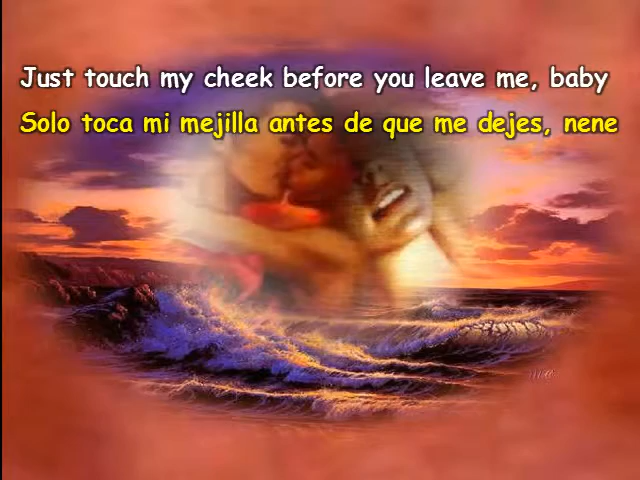 Just touch my cheek before you leave me, baby
Solo toca mi mejilla antes de que me dejes, nene